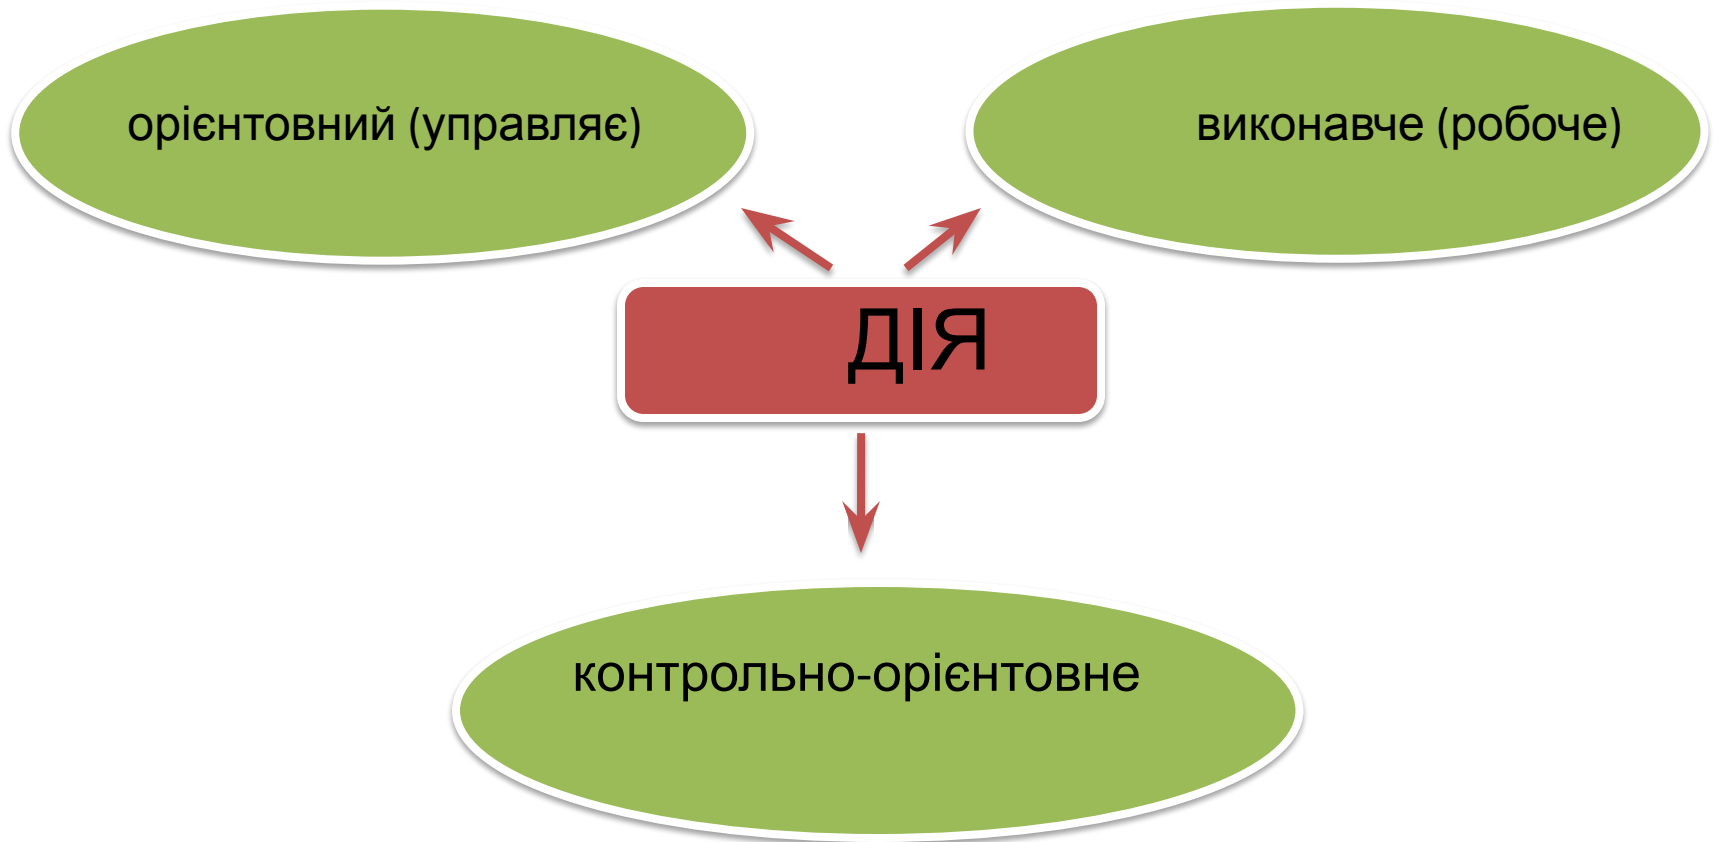 орієнтовний (управляє)
виконавче (робоче)
ДІЯ
контрольно-орієнтовне